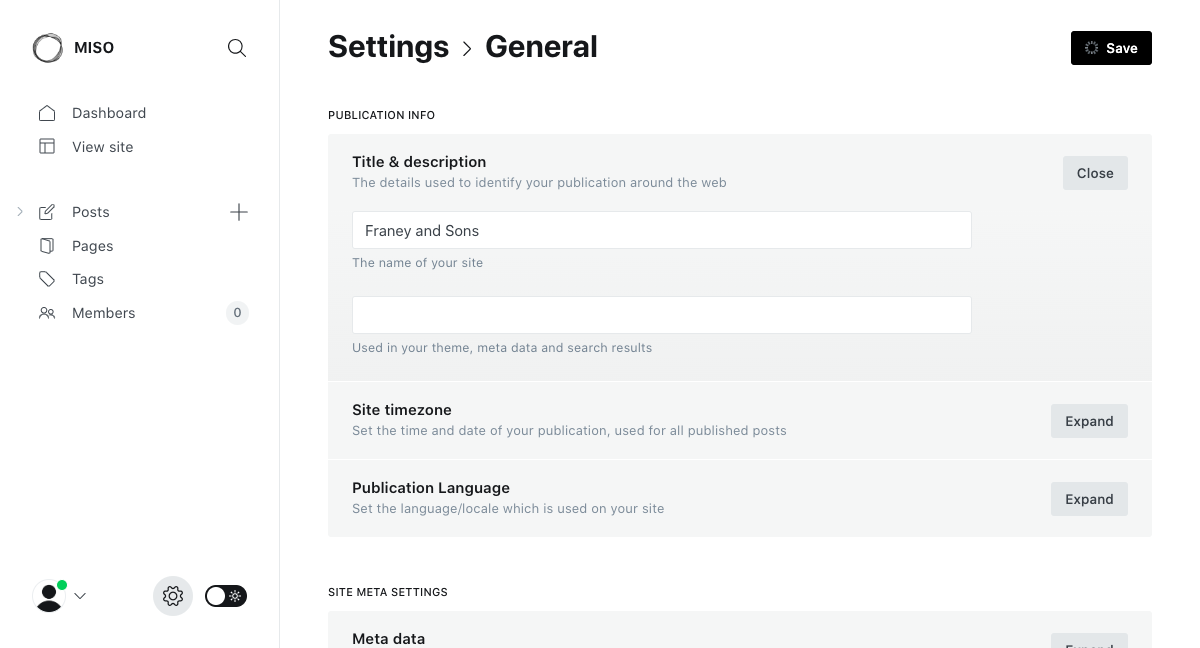 MISO
Dashboard
View site
Posts
Pages
Tags
Members
0
Settings > General
Save
PUBLICATION INFO
Title & description
The details used to identify your publication around the web
Close
Franey and Sons
The name of your site
Used in your theme, meta data and search results
Site timezone
Set the time and date of your publication, used for all published posts
Expand
Publication Language
Set the language/locale which is used on your site
Expand
SITE META SETTINGS
Meta data
Expand